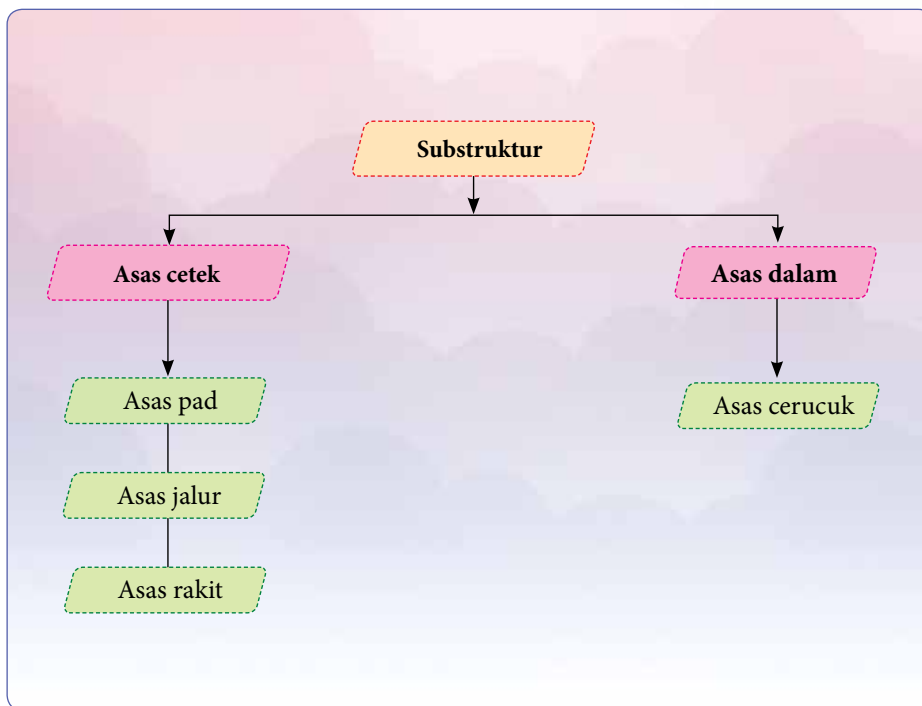 Substruktur
Asas cetek
Asas dalam
Asas pad
Asas cerucuk
Asas jalur
Asas rakit